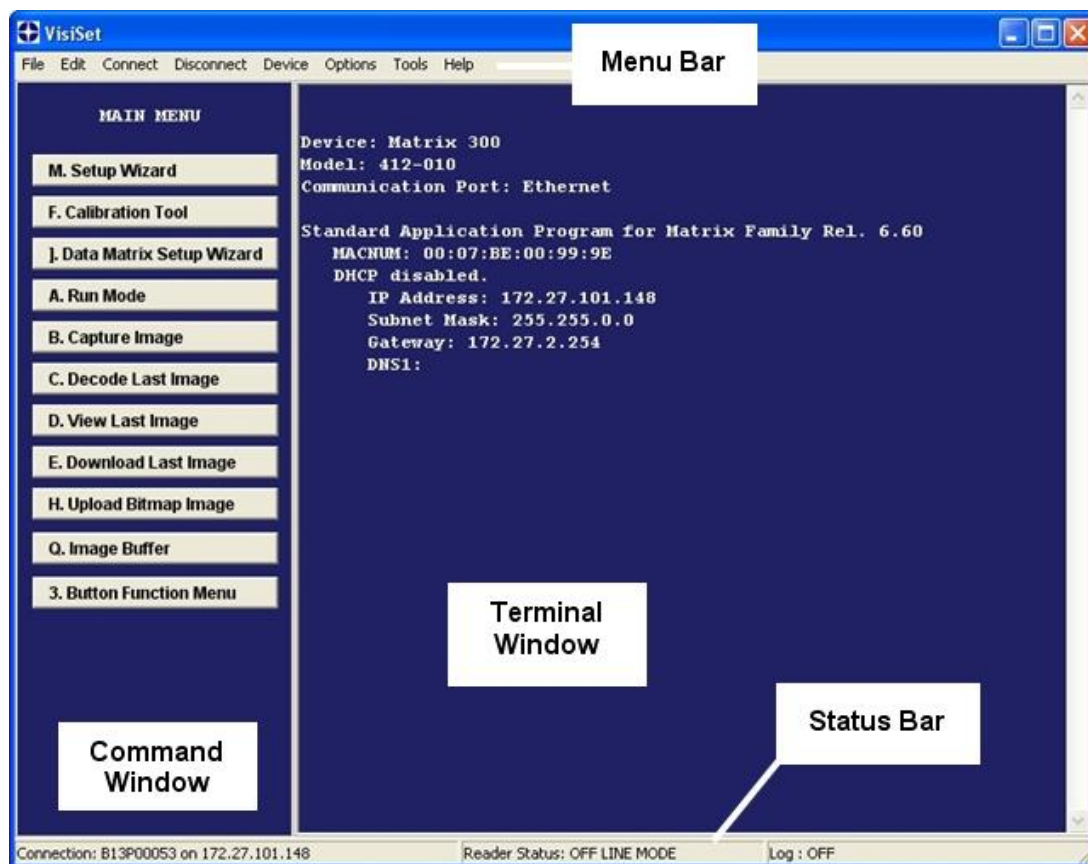 VisiSet
File Edit Connect Disconnect Device Options Tools Help
Menu Bar
MAIN MENU
M. Setup Wizard
F. Calibration Tool
]. Data Matrix Setup Wizard
A. Run Mode
B. Capture Image
C. Decode Last Image
D. View Last Image
E. Download Last Image
H. Upload Bitmap Image
Q. Image Buffer
3. Button Function Menu
Command
Window
Device: Matrix 300
Model: 412-010
Communication Port: Ethernet
Standard Application Program for Matrix Family Rel. 6.60
MACNUM: 00:07:BE:00:99:9E
DHCP disabled.
IP Address: 172.27.101.148
Subnet Mask: 255.255.0.0
Gateway: 172.27.2.254
DNS1:
Terminal
Window
Status Bar
Connection: B13P00053 on 172.27.101.148
Reader Status: OFF LINE MODE
Log : OFF